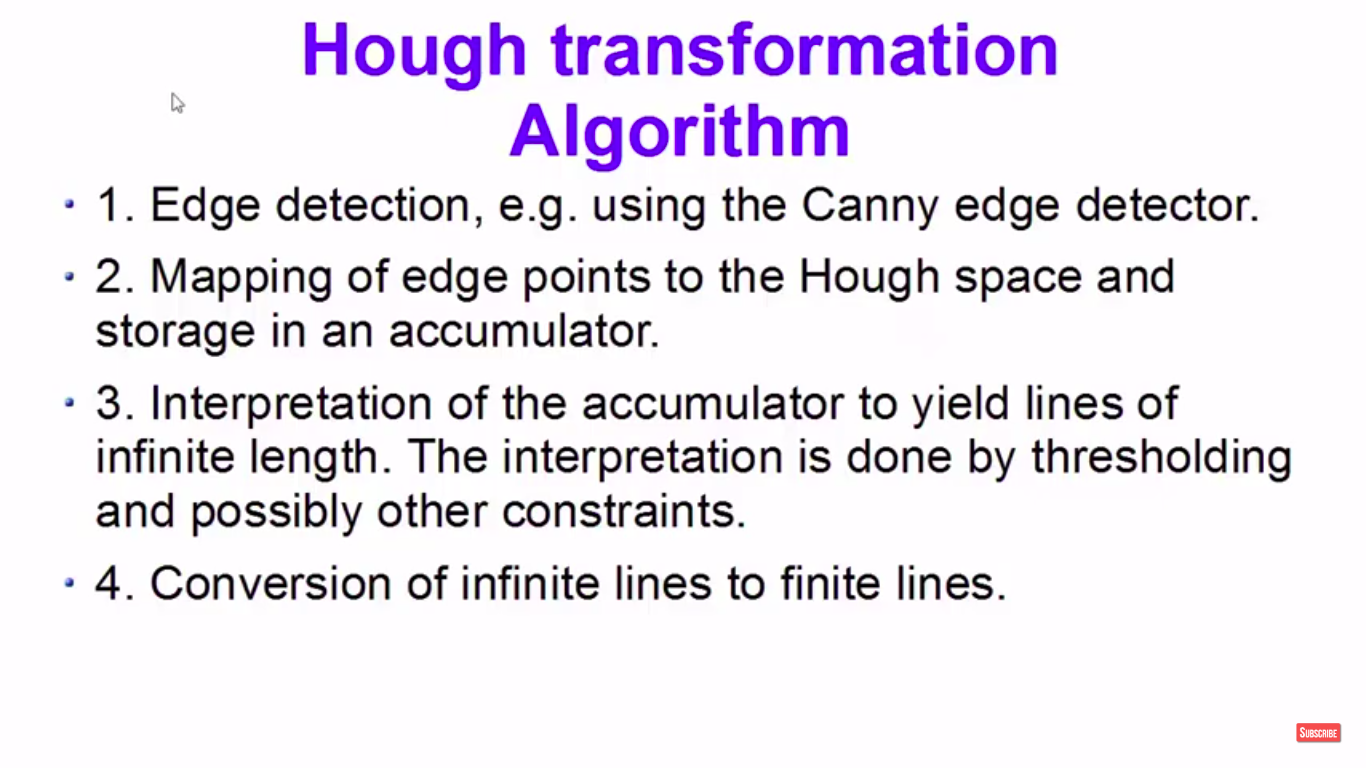 Hough transformation
Algorithm
• 1. Edge detection, e.g. using the Canny edge detector.
• 2. Mapping of edge points to the Hough space and
storage in an accumulator.
• 3. Interpretation of the accumulator to yield lines of
infinite length. The interpretation is done by thresholding
and possibly other constraints.
• 4. Conversion of infinite lines to finite lines.
SUBSCRIBE